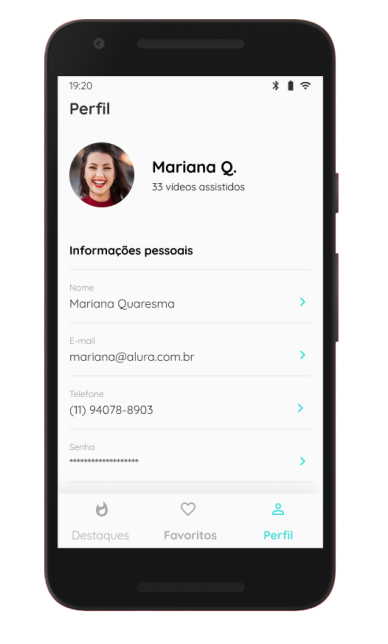 19:20
Perfil
Mariana Q.
33 vídeos assistidos
Informações pessoais
Nome
Mariana Quaresma
E-mail
mariana@alura.com.br
Telefone
(11) 94078-8903
Senha
*******************
Destaques Favoritos Perfil